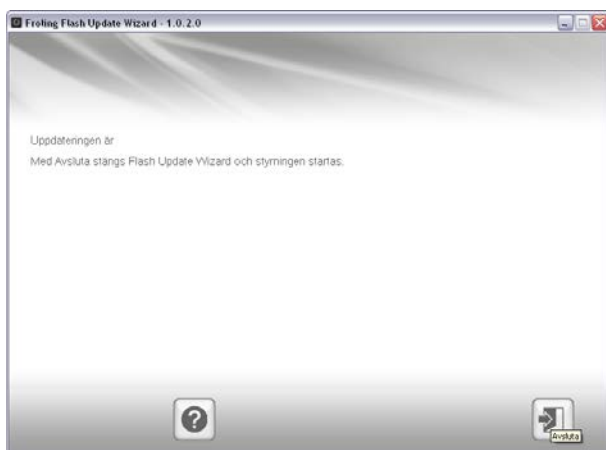 Froling Flash Update Wizard - 1.0.2.0
Uppdateringen är
Med Avsluta stängs Flash Update Wizard och styrningen startas.
?
Avsluta